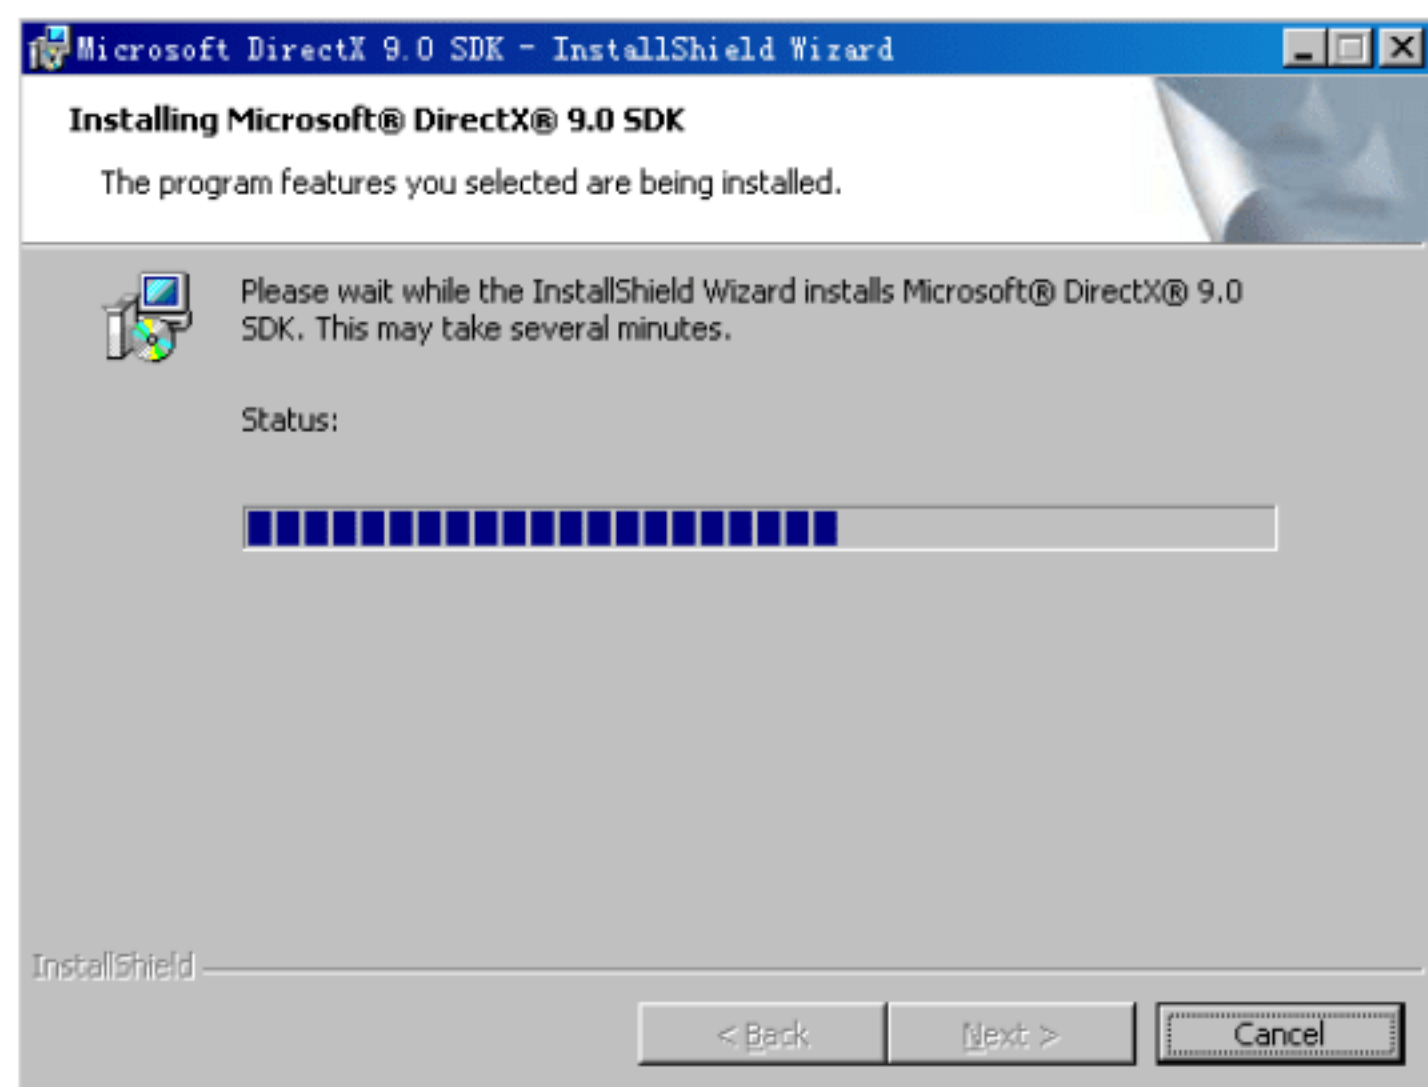 Microsoft DirectX 9.0 SDK - InstallShield Wizard
Installing Microsoft® DirectX® 9.0 SDK
The program features you selected are being installed.
Please wait while the InstallShield Wizard installs Microsoft® DirectX® 9.0
SDK. This may take several minutes.
Status:
InstallShield
< Back Next > Cancel